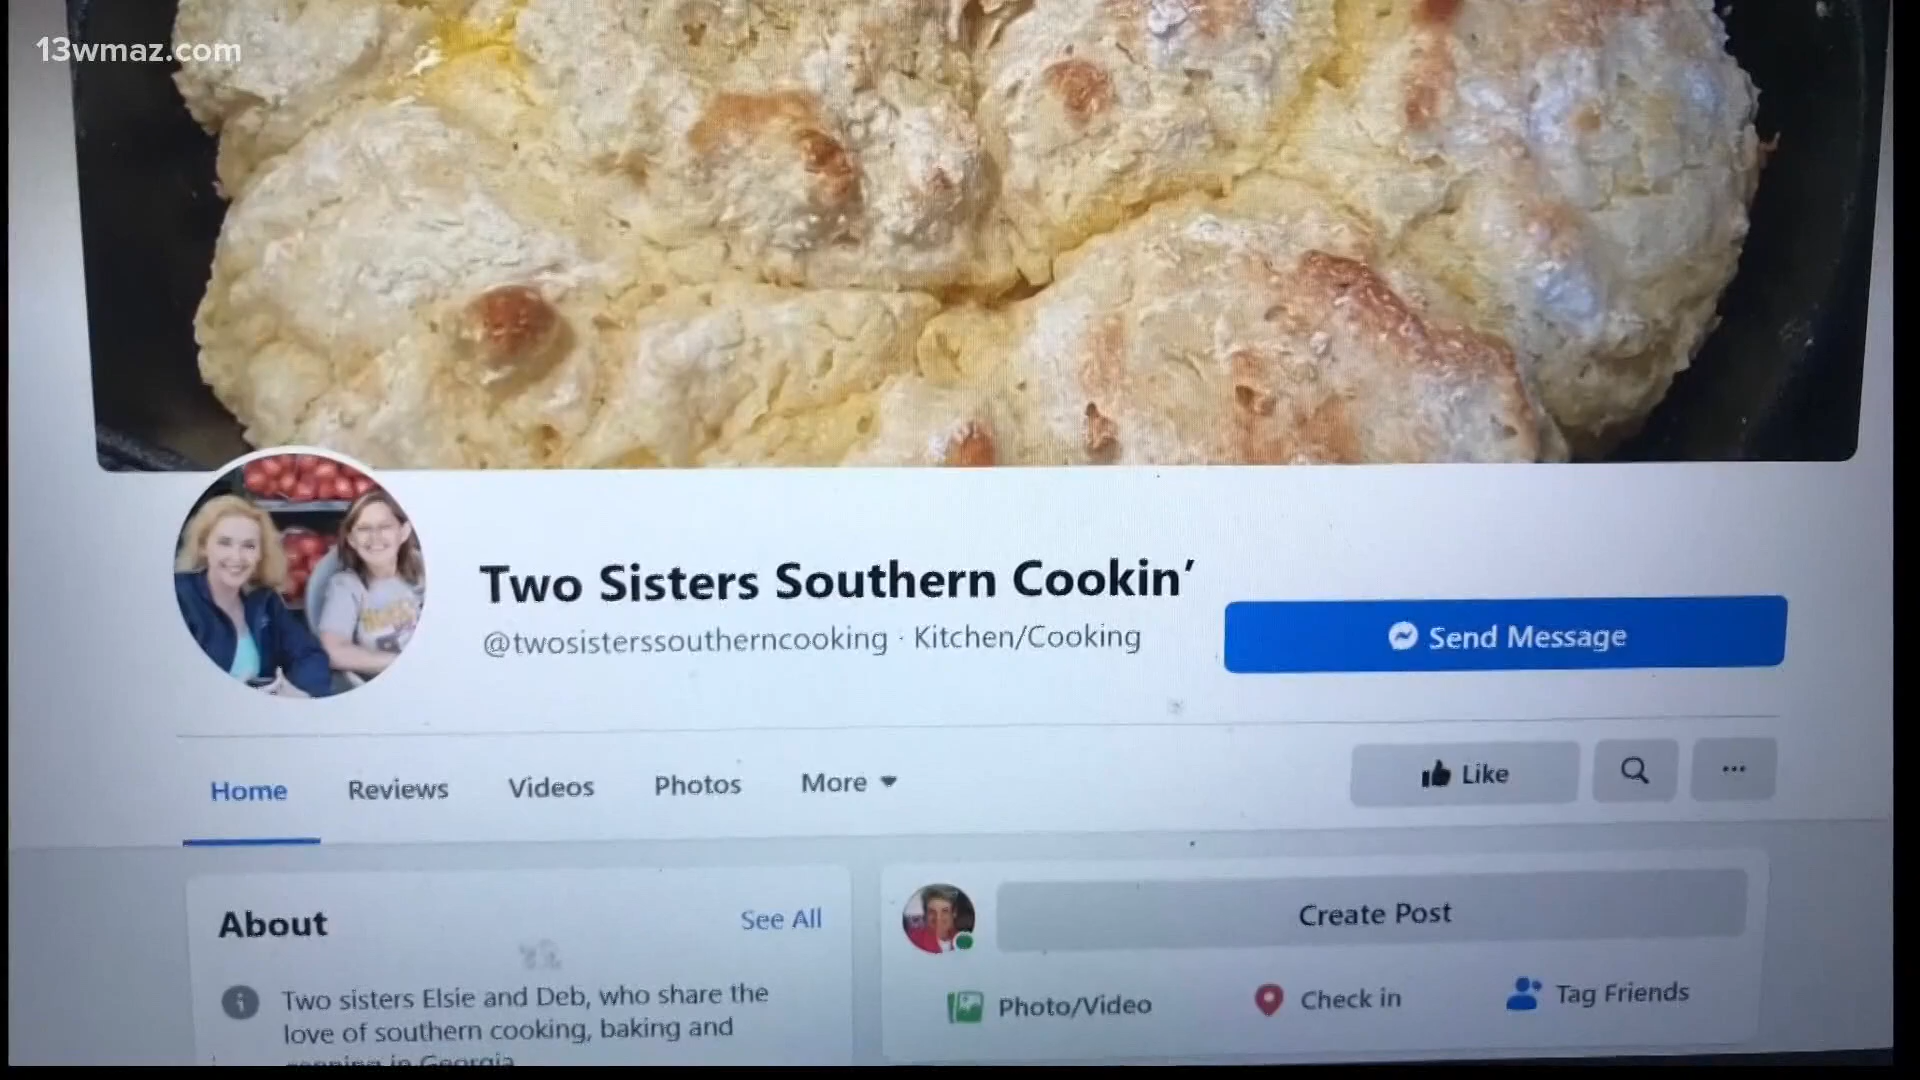 13wmaz.com
Two Sisters Southern Cookin'
@twosisterssoutherncooking · Kitchen/Cooking
Send Message
Home
Reviews
Videos
Photos
More
Like
About
See All
Two sisters Elsie and Deb, who share the
love of southern cooking, baking and
in Georgia
Create Post
Photo/Video
Check in
Tag Friends